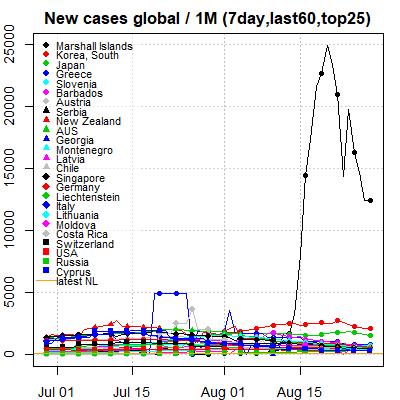 New cases global / 1M (7day,last60,top25)
25000
20000
15000
10000
5000
0
Marshall Islands
Korea, South
Japan
Greece
Slovenia
Barbados
Austria
Serbia
New Zealand
AUS
Georgia
Montenegro
Latvia
Chile
Singapore
Germany
Liechtenstein
Italy
Lithuania
Moldova
Costa Rica
Switzerland
USA
Russia
Cyprus
latest NL
Jul 01
Jul 15
Aug 01
Aug 15